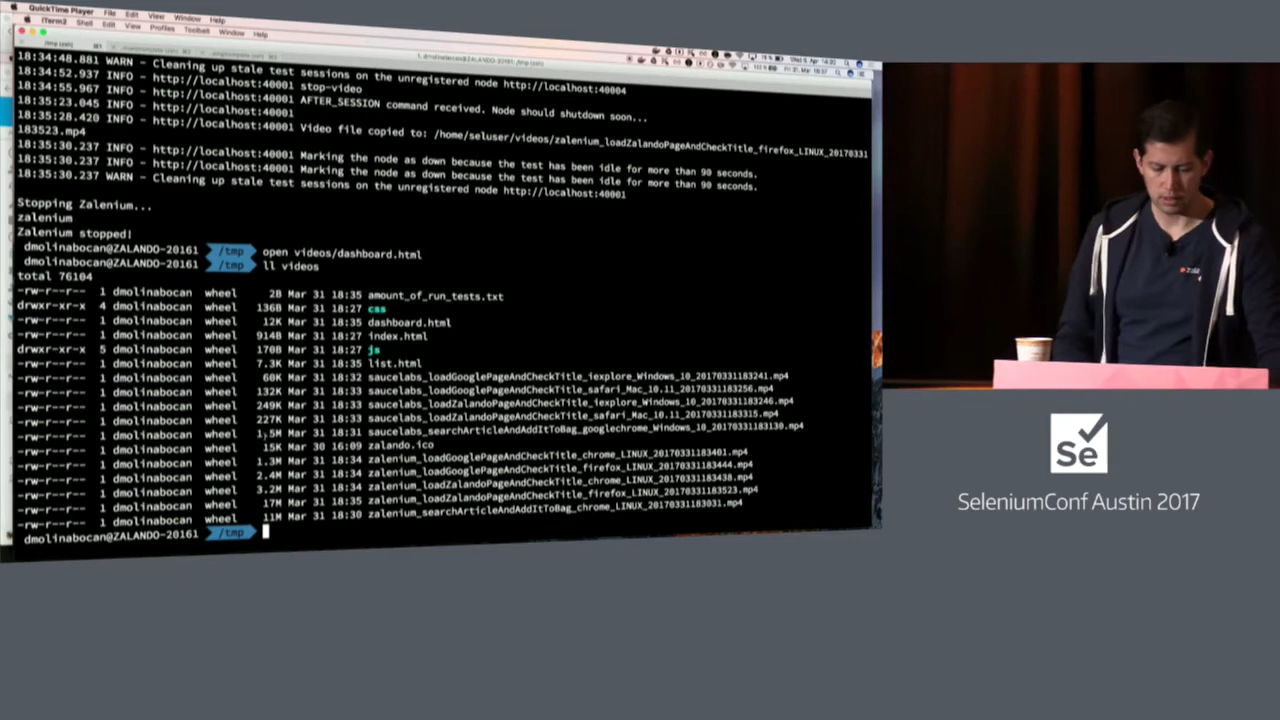 QuickTime Player File Edit View Window Help
iTerm2 Shell Edit View Profiles Toolbelt Window Help
18:34:48.881 WARN - Cleaning up stale test sessions on the unregistered node http://localhost:40004
18:34:52.937 INFO - http://localhost:40001 stop-video
18:34:55.967 INFO - http://localhost:40001 AFTER_SESSION command received. Node should shutdown soon...
18:35:23.045 INFO - http://localhost:40001
18:35:28.420 INFO - http://localhost:40001 Video file copied to: /home/seluser/videos/zalenium_loadZalandoPageAndCheckTitle_firefox_LINUX_20170331
183523.mp4
18:35:30.237 INFO - http://localhost:40001 Marking the node as down because the test has been idle for more than 90 seconds.
18:35:30.237 INFO - http://localhost:40001 Marking the node as down because the test has been idle for more than 90 seconds.
18:35:30.237 WARN - Cleaning up stale test sessions on the unregistered node http://localhost:40001
Stopping Zalenium...
zalenium
Zalenium stopped!
dmolinabocan@ZALANDO-20161 /tmp open videos/dashboard.html
dmolinabocan@ZALANDO-20161 /tmp ll videos
total 76104
-rw-r--r-- 1 dmolinabocan wheel 2B Mar 31 18:35 amount_of_run_tests.txt
drwxr-xr-x 4 dmolinabocan wheel 136B Mar 31 18:27 css
-rw-r--r-- 1 dmolinabocan wheel 12K Mar 31 18:35 dashboard.html
-rw-r--r-- 1 dmolinabocan wheel 914B Mar 31 18:27 index.html
drwxr-xr-x 5 dmolinabocan wheel 170B Mar 31 18:27 js
-rw-r--r-- 1 dmolinabocan wheel 7.3K Mar 31 18:35 list.html
-rw-r--r-- 1 dmolinabocan wheel 60K Mar 31 18:32 saucelabs_loadGooglePageAndCheckTitle_iexplore_Windows_10_20170331183241.mp4
-rw-r--r-- 1 dmolinabocan wheel 132K Mar 31 18:33 saucelabs_loadGooglePageAndCheckTitle_safari_Mac_10.11_20170331183256.mp4
-rw-r--r-- 1 dmolinabocan wheel 249K Mar 31 18:33 saucelabs_loadZalandoPageAndCheckTitle_iexplore_Windows_10_20170331183246.mp4
-rw-r--r-- 1 dmolinabocan wheel 227K Mar 31 18:33 saucelabs_loadZalandoPageAndCheckTitle_safari_Mac_10.11_20170331183315.mp4
-rw-r--r-- 1 dmolinabocan wheel 1.5M Mar 31 18:31 saucelabs_searchArticleAndAddItToBag_googlechrome_Windows_10_20170331183130.mp4
-rw-r--r-- 1 dmolinabocan wheel 15K Mar 30 16:09 zalando.ico
-rw-r--r-- 1 dmolinabocan wheel 1.3M Mar 31 18:34 zalenium_loadGooglePageAndCheckTitle_chrome_LINUX_20170331183401.mp4
-rw-r--r-- 1 dmolinabocan wheel 2.4M Mar 31 18:34 zalenium_loadGooglePageAndCheckTitle_firefox_LINUX_20170331183444.mp4
-rw-r--r-- 1 dmolinabocan wheel 3.2M Mar 31 18:34 zalenium_loadZalandoPageAndCheckTitle_chrome_LINUX_20170331183438.mp4
-rw-r--r-- 1 dmolinabocan wheel 17M Mar 31 18:35 zalenium_loadZalandoPageAndCheckTitle_firefox_LINUX_20170331183523.mp4
-rw-r--r-- 1 dmolinabocan wheel 11M Mar 31 18:30 zalenium_searchArticleAndAddItToBag_chrome_LINUX_20170331183031.mp4
dmolinabocan@ZALANDO-20161 /tmp
Se
SeleniumConf Austin 2017